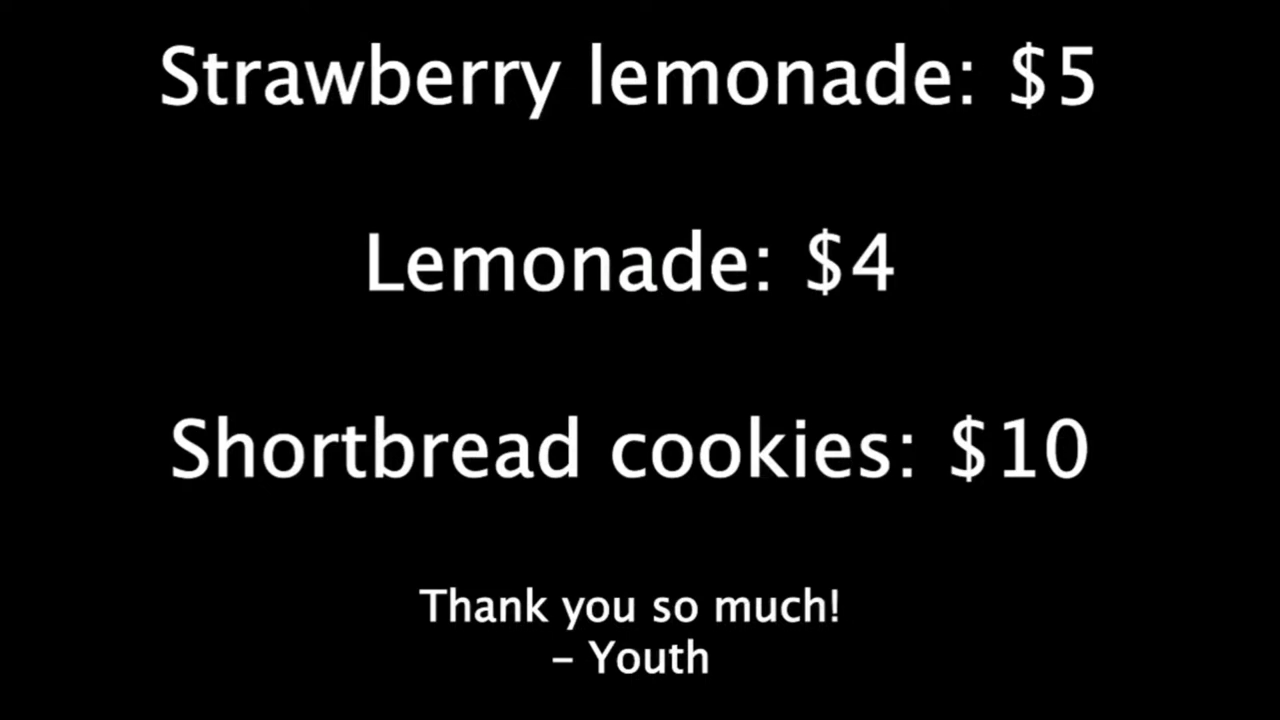 Strawberry lemonade: $5
Lemonade: $4
Shortbread cookies: $10
Thank you so much!
– Youth